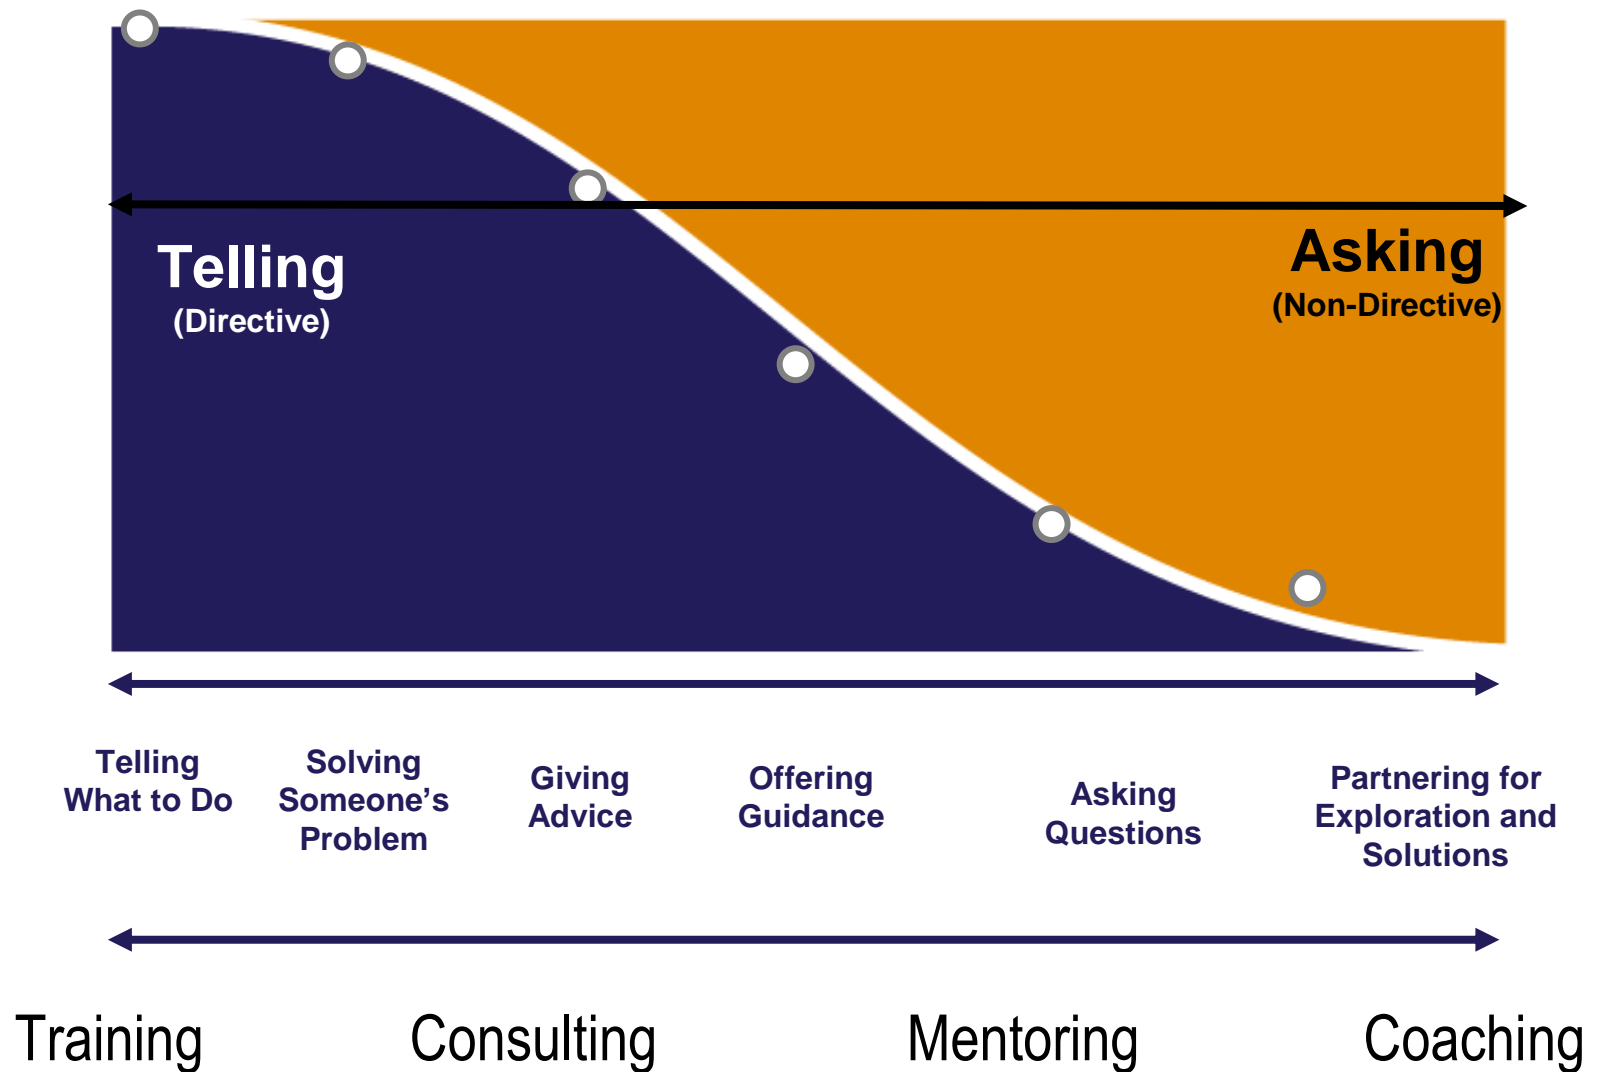 Telling
(Directive)
Asking
(Non-Directive)
Telling
What to Do
Solving
Someone’s
Problem
Giving
Advice
Offering
Guidance
Asking
Questions
Partnering for
Exploration and
Solutions
Training
Consulting
Mentoring
Coaching